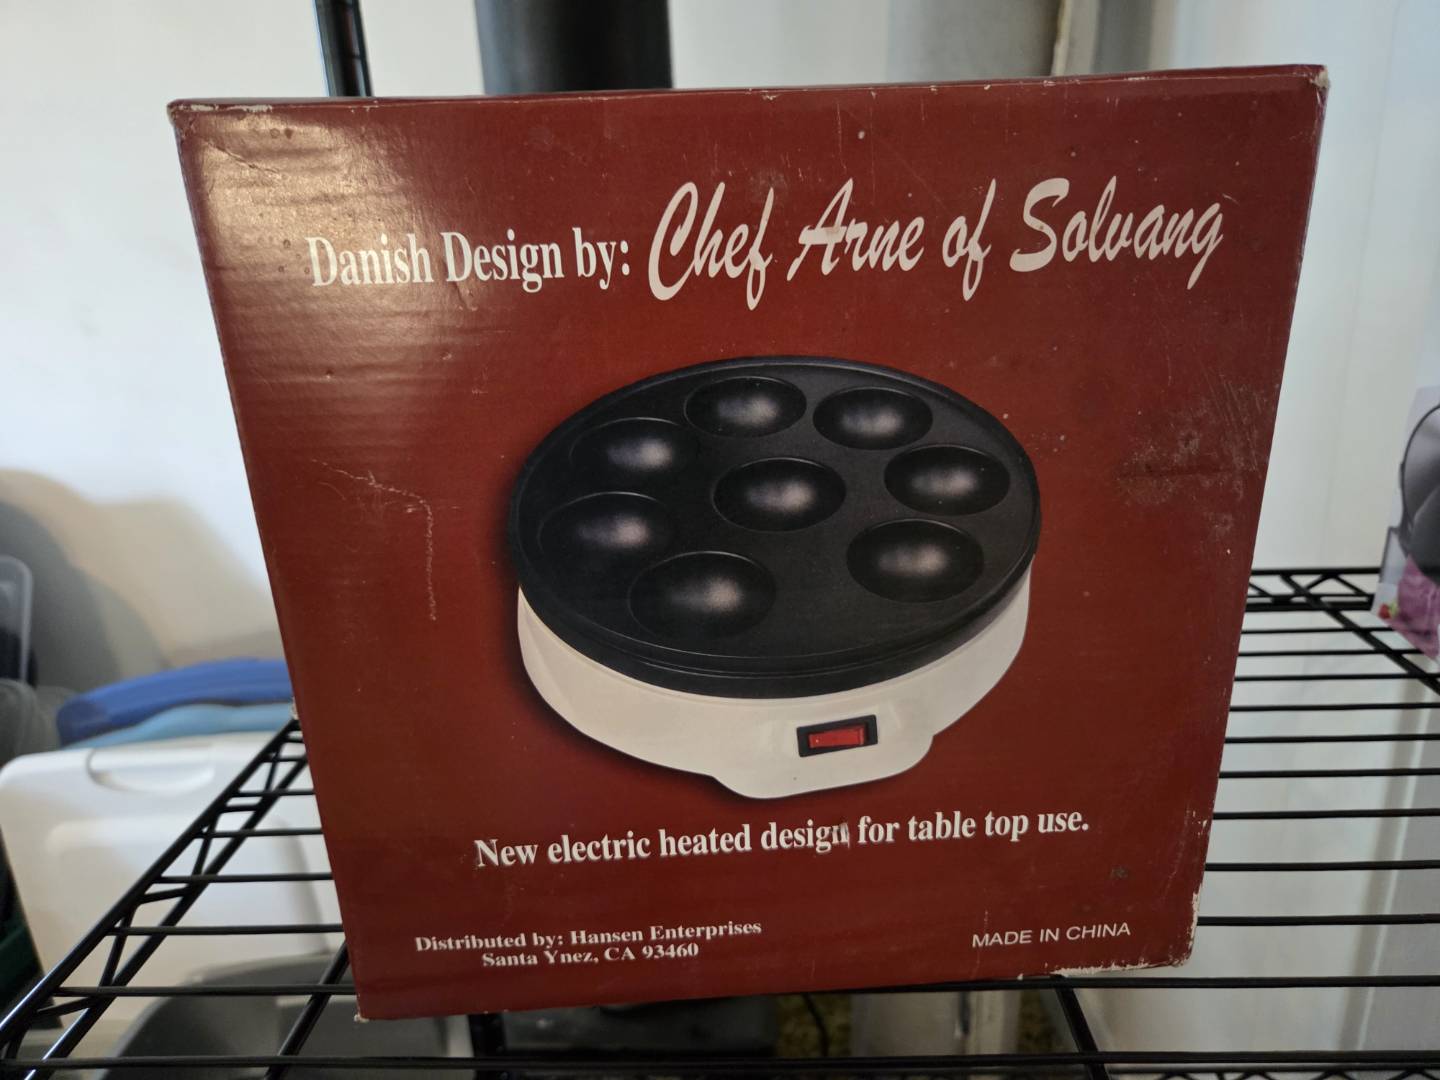 Danish Design by: Chef Arne of Solvang
New electric heated design for table top use.
Distributed by: Hansen Enterprises
Santa Ynez, CA 93460
MADE IN CHINA